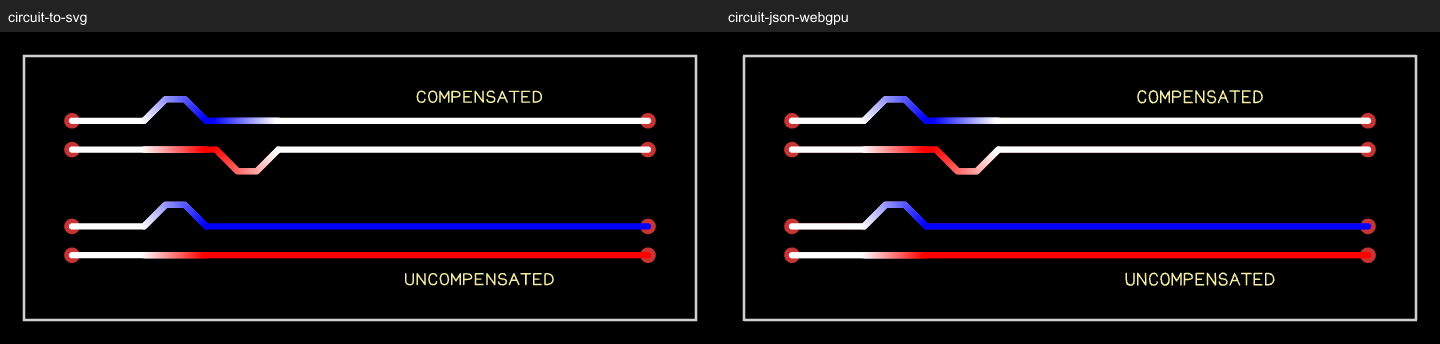 circuit-to-svg
circuit-json-webgpu
COMPENSATED
COMPENSATED
UNCOMPENSATED
UNCOMPENSATED